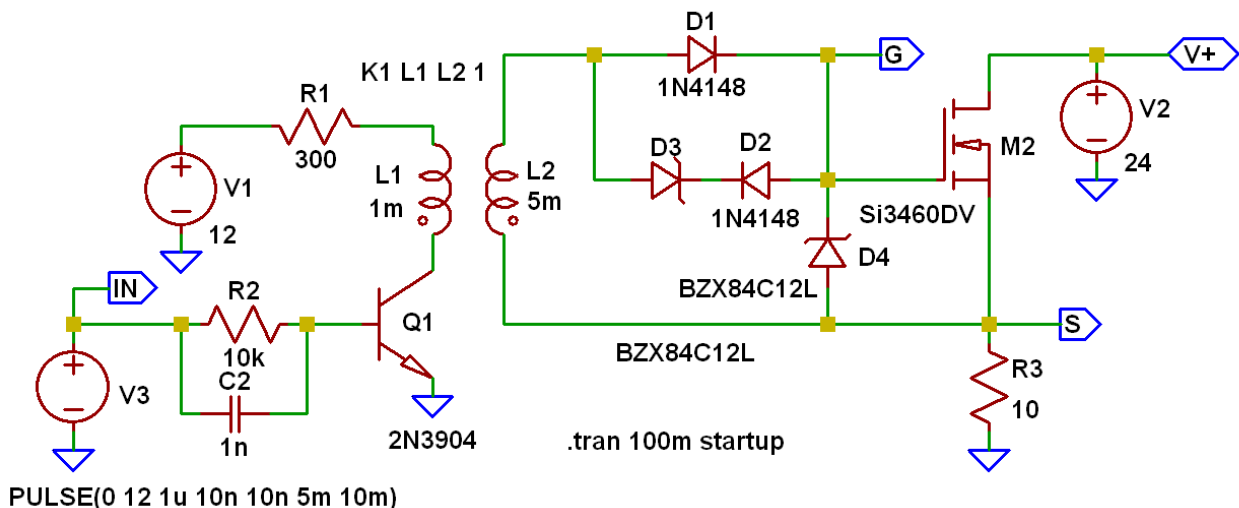 D1
G
V+
K1 L1 L2 1
1N4148
R1
300
D3
D2
M2
V2
24
V1
12
L1
1m
L2
5m
1N4148
Si3460DV
IN
D4
R2
BZX84C12L
Q1
S
10k
C2
BZX84C12L
R3
10
V3
1n
2N3904
.tran 100m startup
PULSE(0 12 1u 10n 10n 5m 10m)